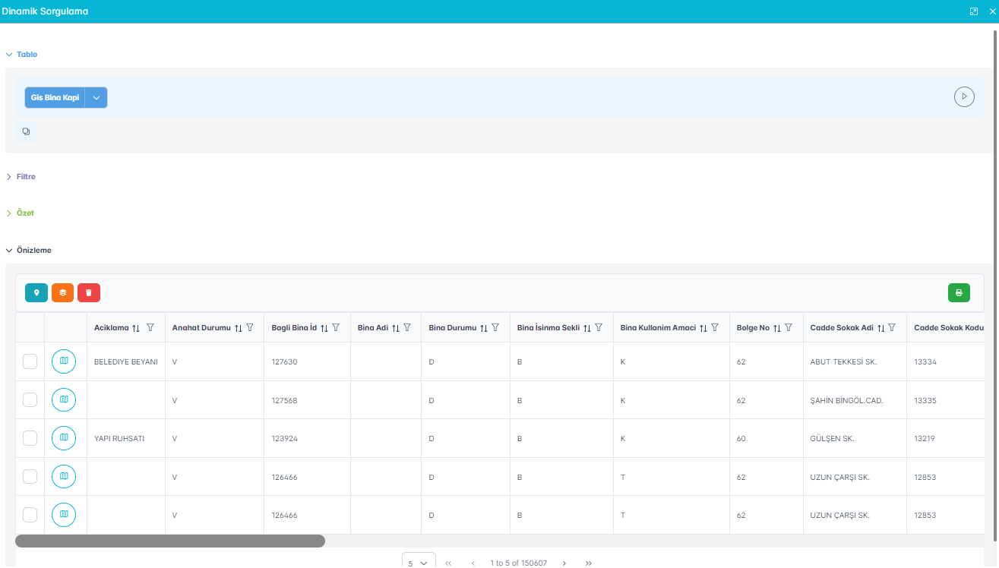 Dinamik Sorgulama
Tablo
Gis Bina Kapi
Filtre
Özet
Önizleme
Aciklama Anahat Durumu Bagli Bina İd Bina Adi Bina Durumu Bina İsinma Sekli Bina Kullanim Amaci Bolge No Cadde Sokak Adi Cadde Sokak Kodu
BELEDIYE BEYANI V 127630 D B K 62 ABUT TEKKESİ SK. 13334
V 127568 D B K 62 ŞAHİN BİNGÖL.CAD. 13335
YAPI RUHSATI V 123924 D B K 60 GÜLŞEN SK. 13219
V 126466 D B T 62 UZUN ÇARŞI SK. 12853
V 126466 D B T 62 UZUN ÇARŞI SK. 12853
5 1 to 5 of 150607